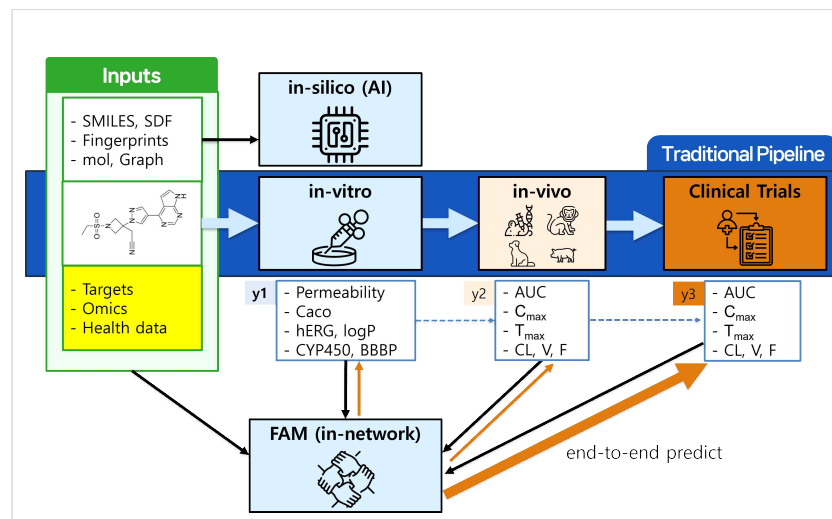 Inputs
- SMILES, SDF
- Fingerprints
- mol, Graph
in-silico (AI)
Traditional Pipeline
in-vitro
in-vivo
Clinical Trials
NH
N
N
N
N
N
O=S=O
N
- Targets
- Omics
- Health data
y1
- Permeability
- Caco
- hERG, logP
- CYP450, BBBP
y2
- AUC
- Cmax
- Tmax
- CL, V, F
y3
- AUC
- Cmax
- Tmax
- CL, V, F
FAM (in-network)
end-to-end predict